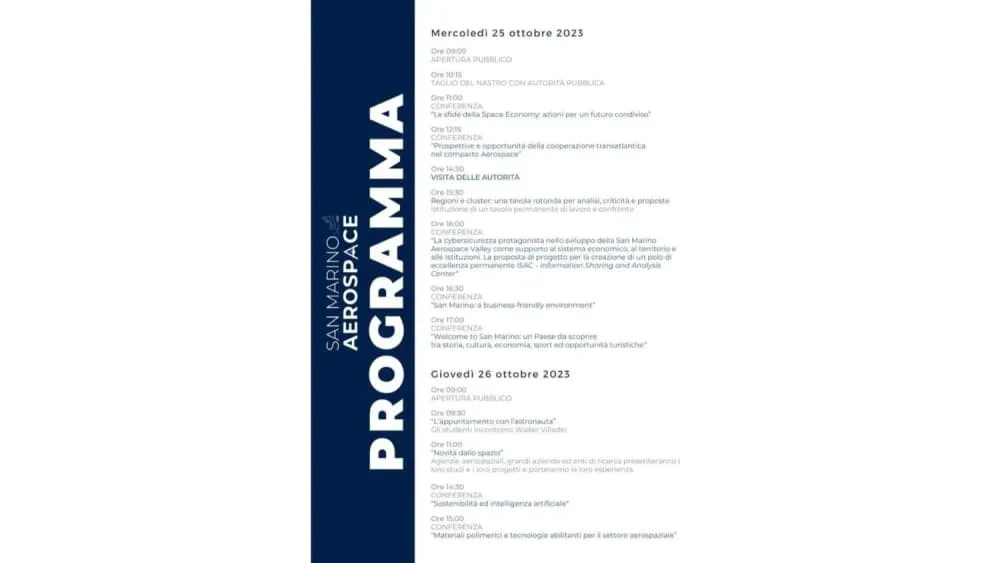 SAN MARINO
AEROSPACE
PROGRAMMA
Mercoledì 25 ottobre 2023
Ore 09:00
APERTURA PUBBLICO
Ore 10:15
TAGLIO DEL NASTRO CON AUTORITÀ PUBBLICA
Ore 11:00
CONFERENZA
"Le sfide della Space Economy: azioni per un futuro condiviso"
Ore 12:15
CONFERENZA
"Prospettive e opportunità della cooperazione transatlantica
nel comparto Aerospace"
Ore 14:30
VISITA DELLE AUTORITÀ
Ore 15:30
Regioni e cluster: una tavola rotonda per analisi, criticità e proposte
Istituzione di un tavolo permanente di lavoro e confronto
Ore 16:00
CONFERENZA
"La cybersicurezza protagonista nello sviluppo della San Marino
Aerospace Valley come supporto al sistema economico, al territorio e
alle Istituzioni. La proposta di progetto per la creazione di un polo di
eccellenza permanente ISAC - Information Sharing and Analysis
Center"
Ore 16:30
CONFERENZA
"San Marino: a business-friendly environment"
Ore 17:00
CONFERENZA
"Welcome to San Marino: un Paese da scoprire
tra storia, cultura, economia, sport ed opportunità turistiche"
Giovedì 26 ottobre 2023
Ore 09:00
APERTURA PUBBLICO
Ore 09:30
"L'appuntamento con l'astronauta"
Gli studenti incontrano Walter Villadei
Ore 11:00
"Novità dallo spazio"
Agenzie aerospaziali, grandi aziende ed enti di ricerca presenteranno i
loro studi e i loro progetti e porteranno la loro esperienza
Ore 14:30
CONFERENZA
"Sostenibilità ed intelligenza artificiale"
Ore 15:00
CONFERENZA
"Materiali polimerici e tecnologie abilitanti per il settore aerospaziale"